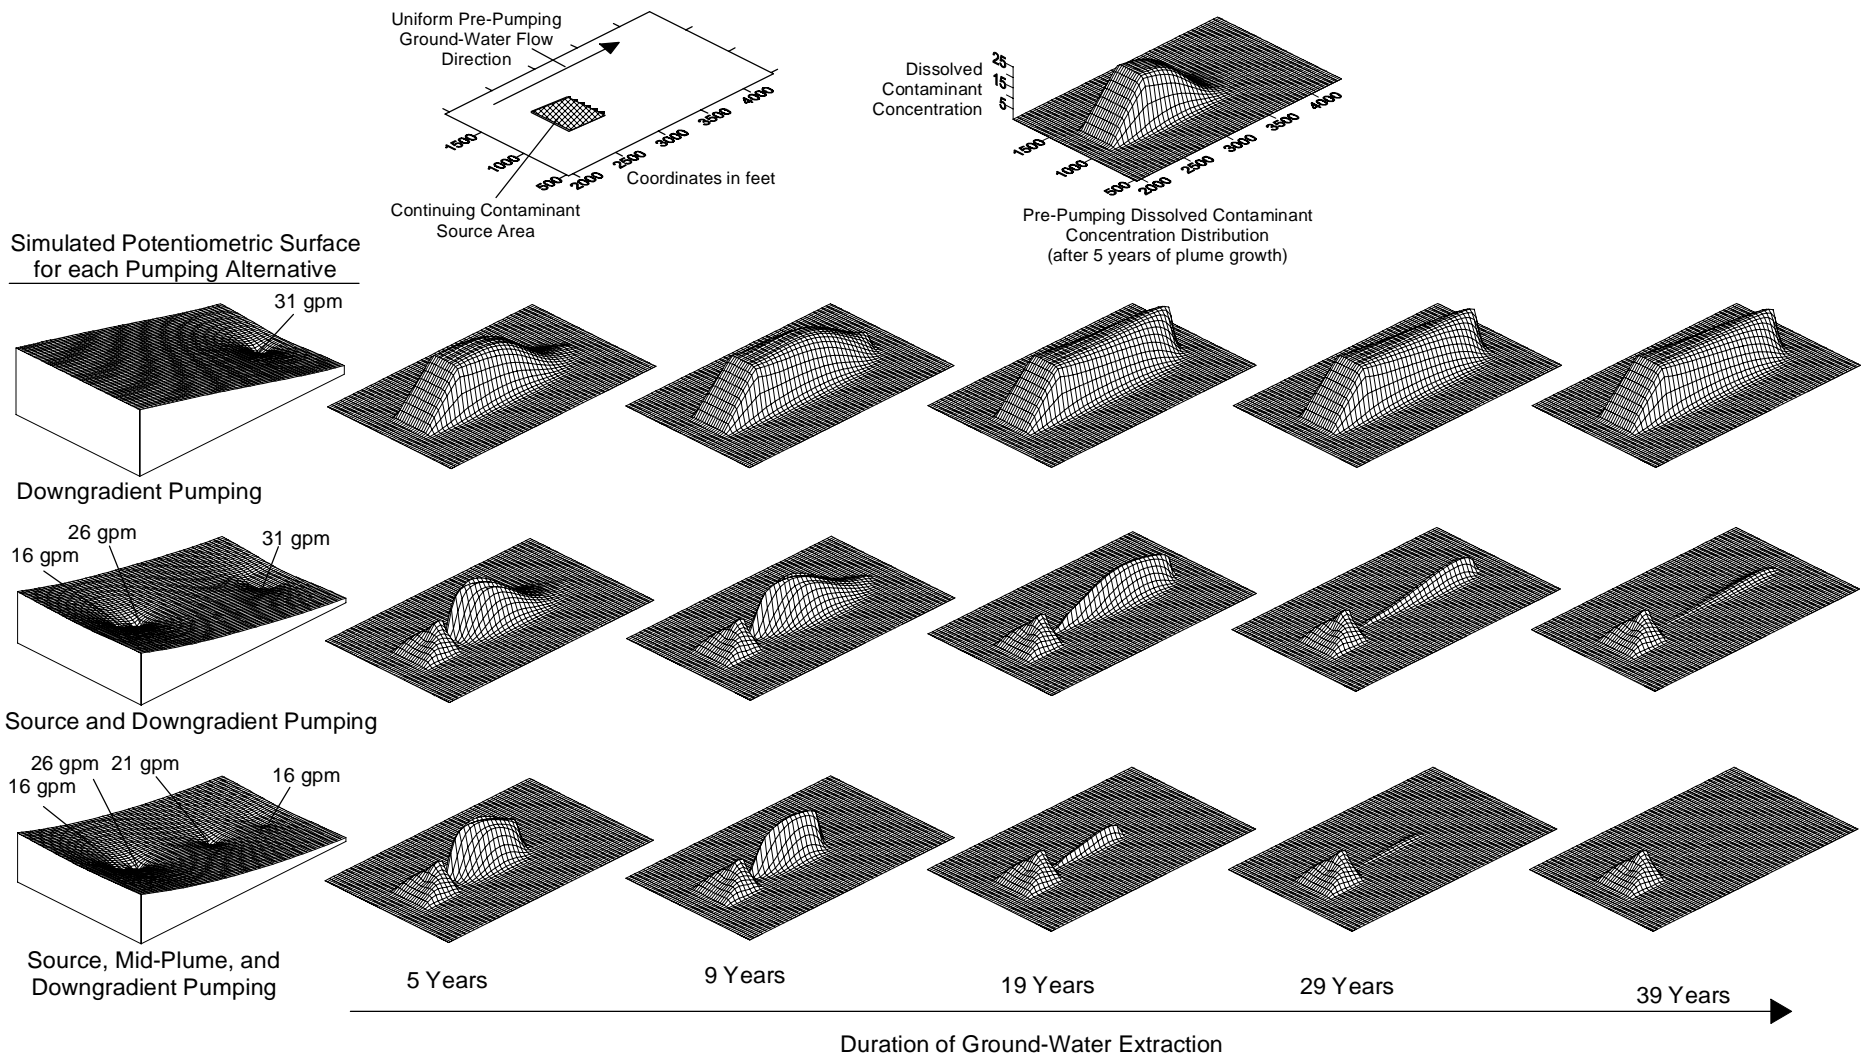 Uniform Pre-Pumping
Ground-Water Flow
Direction
1500
1000
500
2000
2500
3000
3500
4000
Coordinates in feet
Continuing Contaminant
Source Area
Dissolved
Contaminant
Concentration
25
15
5
1500
1000
500
2000
2500
3000
3500
4000
Pre-Pumping Dissolved Contaminant
Concentration Distribution
(after 5 years of plume growth)
Simulated Potentiometric Surface
for each Pumping Alternative
31 gpm
Downgradient Pumping
26 gpm
16 gpm
31 gpm
Source and Downgradient Pumping
26 gpm
21 gpm
16 gpm
16 gpm
Source, Mid-Plume, and
Downgradient Pumping
5 Years
9 Years
19 Years
29 Years
39 Years
Duration of Ground-Water Extraction